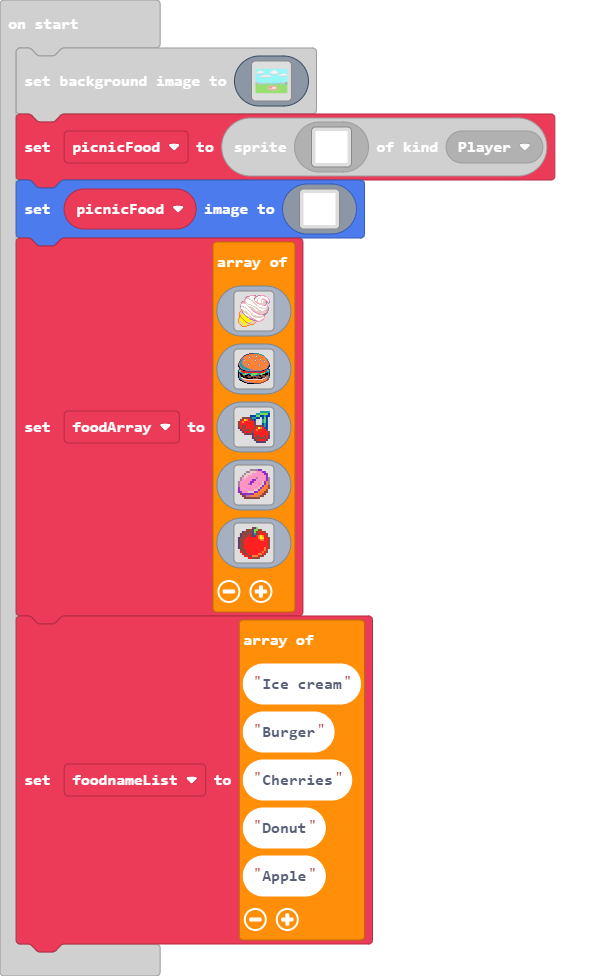 on start
set background image to
set picnicFood to sprite of kind Player
set picnicFood image to
array of
set foodArray to
array of
"Ice cream"
"Burger"
"Cherries"
set foodnameList to
"Donut"
"Apple"